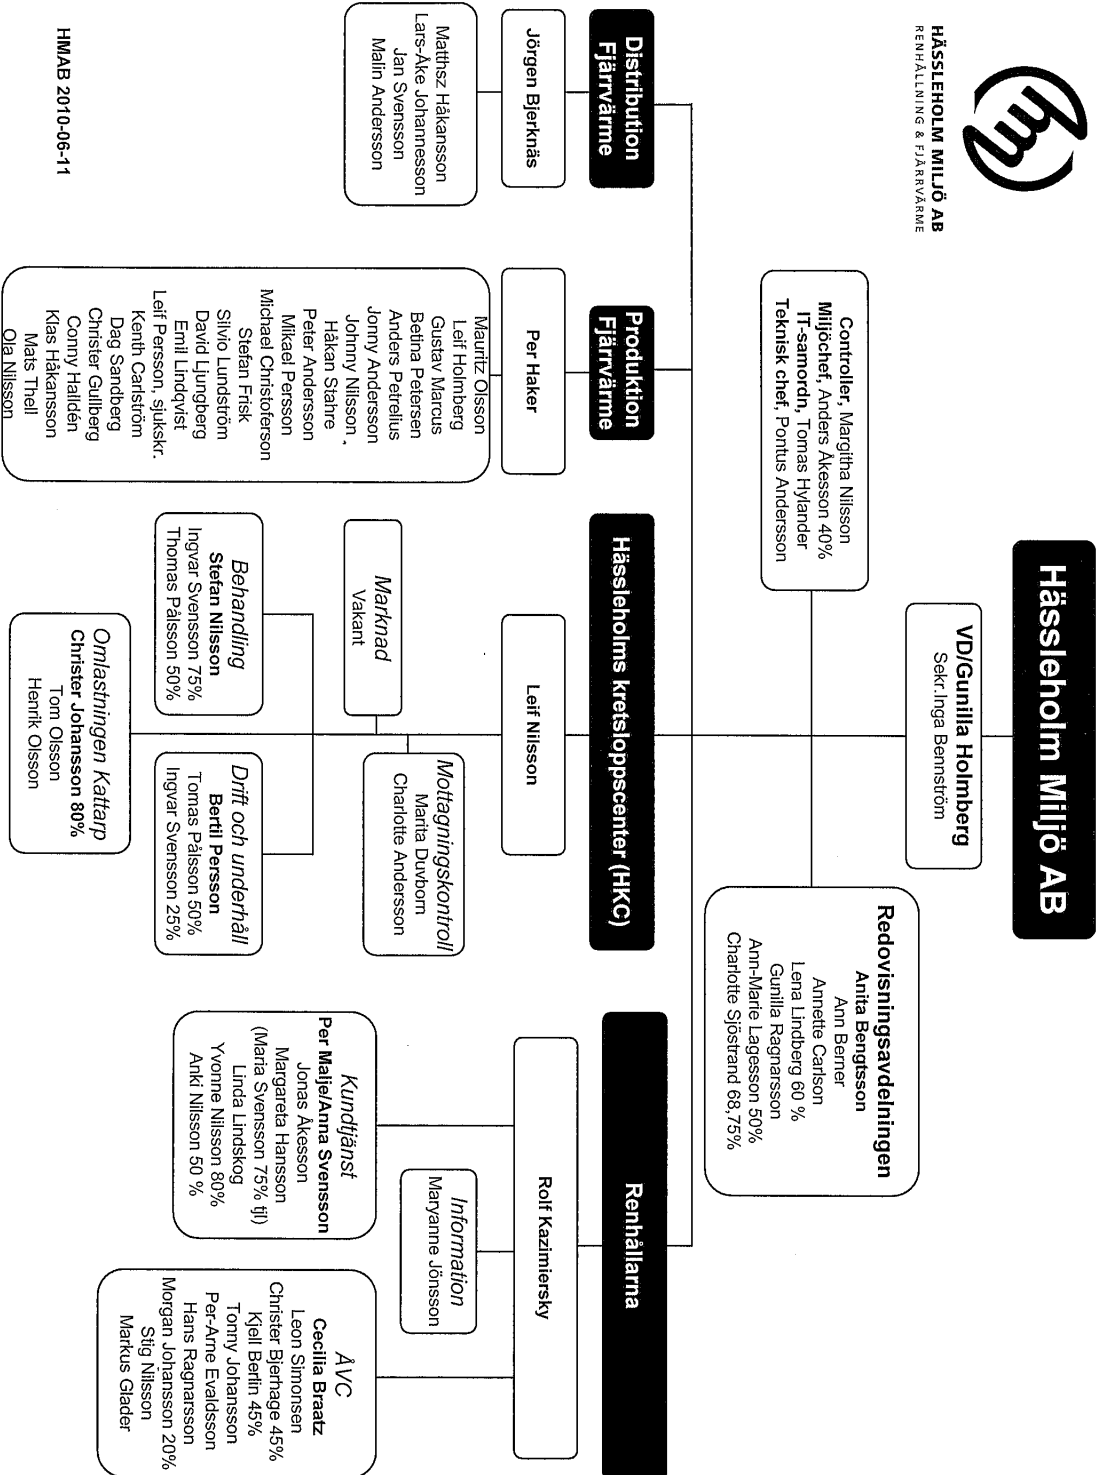 HÄSSLEHOLM MILJÖ AB
RENHÅLLNING & FJÄRRVÄRME
Hässleholm Miljö AB
VD/Gunilla Holmberg
Sekr.Inga Bennström
Controller, Margitha Nilsson
Miljöchef, Anders Åkesson 40%
IT-samordn, Tomas Hylander
Teknisk chef, Pontus Andersson
Redovisningsavdelningen
Anita Bengtsson
Ann Berner
Annette Carlson
Lena Lindberg 60 %
Gunilla Ragnarsson
Ann-Marie Lagesson 50%
Charlotte Sjöstrand 68,75%
Distribution
Fjärrvärme
Jörgen Bjerknäs
Matthsz Håkansson
Lars-Åke Johannesson
Jan Svensson
Malin Andersson
Produktion
Fjärrvärme
Per Haker
Mauritz Olsson
Leif Holmberg
Gustav Marcus
Betina Petersen
Anders Petrelius
Jonny Andersson
Johnny Nilsson
Håkan Stahre
Peter Andersson
Mikael Persson
Michael Christoferson
Stefan Frisk
Silvio Lundström
David Ljungberg
Emil Lindqvist
Leif Persson, sjukskr.
Kenth Carlström
Dag Sandberg
Christer Gullberg
Conny Halldén
Klas Håkansson
Mats Thell
Ola Nilsson
Hässleholms kretsloppscenter (HKC)
Leif Nilsson
Marknad
Vakant
Mottagningskontroll
Marita Duvborn
Charlotte Andersson
Behandling
Stefan Nilsson
Ingvar Svensson 75%
Thomas Pålsson 50%
Drift och underhåll
Bertil Persson
Tomas Pålsson 50%
Ingvar Svensson 25%
Omlastningen Kattarp
Christer Johansson 80%
Tom Olsson
Henrik Olsson
Renhållarna
Rolf Kazimiersky
Kundtjänst
Per Malje/Anna Svensson
Jonas Åkesson
Margareta Hansson
(Maria Svensson 75% tjl)
Linda Lindskog
Yvonne Nilsson 80%
Anki Nilsson 50 %
Information
Maryanne Jönsson
ÅVC
Cecilia Braatz
Leon Simonsen
Christer Bjerhage 45%
Kjell Berlin 45%
Tonny Johansson
Per-Arne Evaldsson
Hans Ragnarsson
Morgan Johansson 20%
Stig Nilsson
Markus Glader
HMAB 2010-06-11